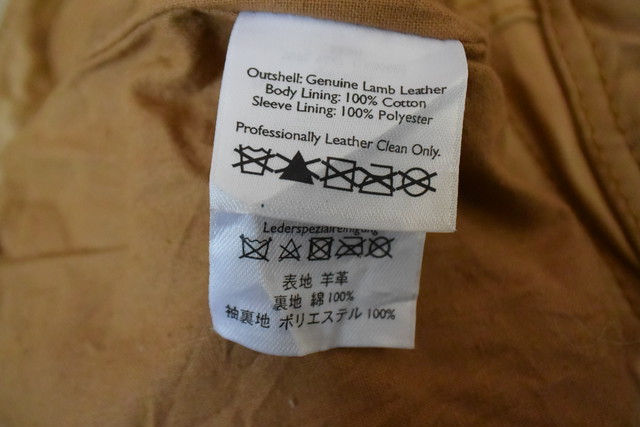 Outshell: Genuine Lamb Leather
Body Lining: 100% Cotton
Sleeve Lining: 100% Polyester
Professionally Leather Clean Only.
Lederspezialreinigung
表地 羊革
裏地 綿100%
袖裏地 ポリエステル 100%